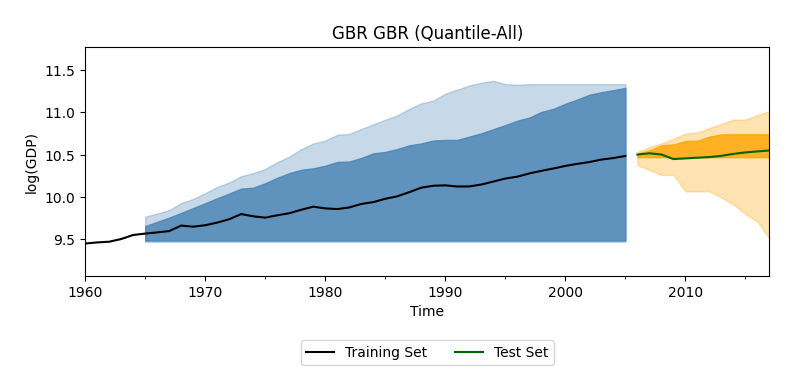 GBR GBR (Quantile-All)
11.5
11.0
10.5
10.0
9.5
log(GDP)
1960 1970 1980 1990 2000 2010
Time
Training Set Test Set